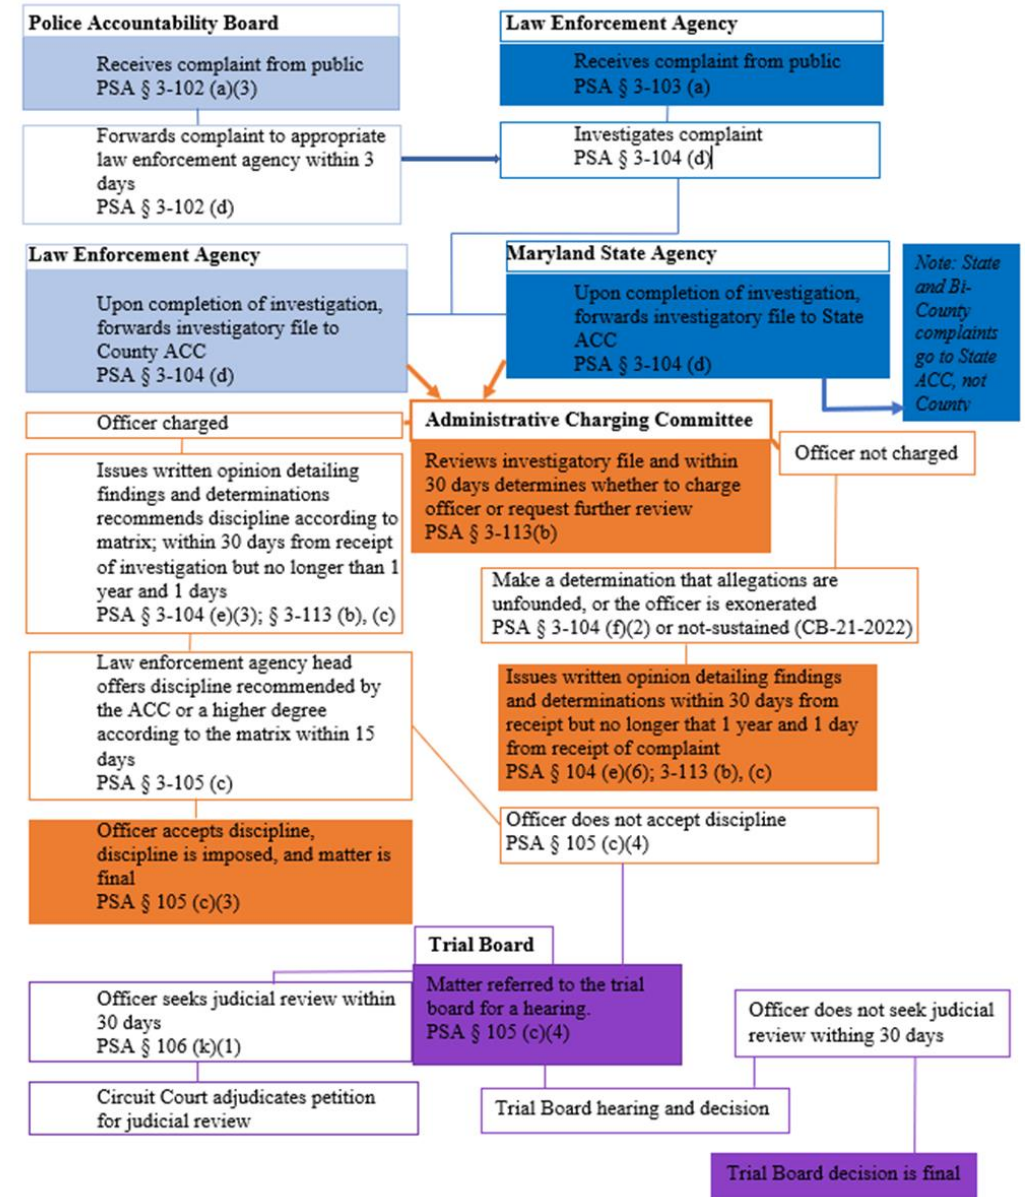 Police Accountability Board
Receives complaint from public
PSA § 3-102 (a)(3)
Forwards complaint to appropriate
law enforcement agency within 3
days
PSA § 3-102 (d)
Law Enforcement Agency
Receives complaint from public
PSA § 3-103 (a)
Investigates complaint
PSA § 3-104 (d)
Law Enforcement Agency
Upon completion of investigation,
forwards investigatory file to
County ACC
PSA § 3-104 (d)
Maryland State Agency
Upon completion of investigation,
forwards investigatory file to State
ACC
PSA § 3-104 (d)
Note: State
and Bi-
County
complaints
go to State
ACC, not
County
Administrative Charging Committee
Reviews investigatory file and within
30 days determines whether to charge
officer or request further review
PSA § 3-113(b)
Officer charged
Issues written opinion detailing
findings and determinations
recommends discipline according to
matrix; within 30 days from receipt
of investigation but no longer than 1
year and 1 days
PSA § 3-104 (e)(3); § 3-113 (b), (c)
Law enforcement agency head
offers discipline recommended by
the ACC or a higher degree
according to the matrix within 15
days
PSA § 3-105 (c)
Officer accepts discipline,
discipline is imposed, and matter is
final
PSA § 105 (c)(3)
Officer not charged
Make a determination that allegations are
unfounded, or the officer is exonerated
PSA § 3-104 (f)(2) or not-sustained (CB-21-2022)
Issues written opinion detailing findings
and determinations within 30 days from
receipt but no longer that 1 year and 1 day
from receipt of complaint
PSA § 104 (e)(6); 3-113 (b), (c)
Officer does not accept discipline
PSA § 105 (c)(4)
Trial Board
Matter referred to the trial
board for a hearing.
PSA § 105 (c)(4)
Officer seeks judicial review within
30 days
PSA § 106 (k)(1)
Circuit Court adjudicates petition
for judicial review
Trial Board hearing and decision
Officer does not seek judicial
review withing 30 days
Trial Board decision is final